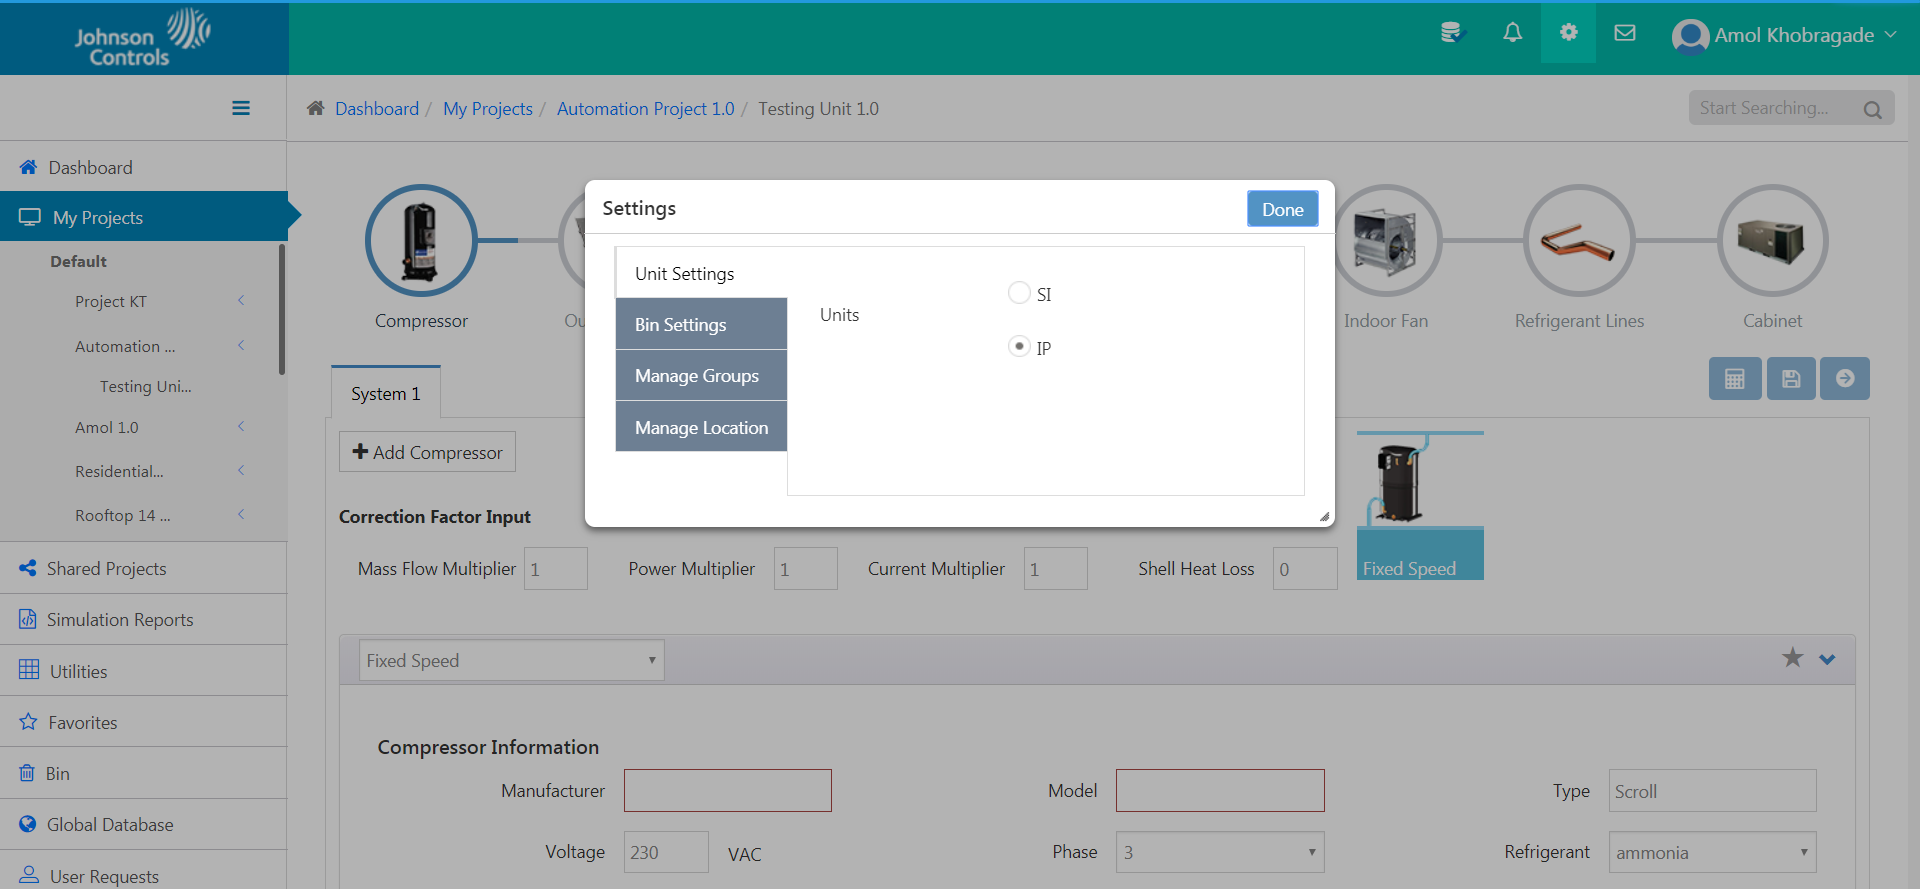 Johnson
Controls
Amol Khobragade
Dashboard / My Projects / Automation Project 1.0 / Testing Unit 1.0
Start Searching...
Dashboard
My Projects
Default
Project KT
Automation ...
Testing Uni...
Amol 1.0
Residential...
Rooftop 14 ...
Shared Projects
Simulation Reports
Utilities
Favorites
Bin
Global Database
User Requests
Compressor
Ou
Indoor Fan
Refrigerant Lines
Cabinet
Settings
Done
Unit Settings
Bin Settings
Manage Groups
Manage Location
Units
SI
IP
System 1
Add Compressor
Fixed Speed
Correction Factor Input
Mass Flow Multiplier 1
Power Multiplier 1
Current Multiplier 1
Shell Heat Loss 0
Fixed Speed
Compressor Information
Manufacturer
Model
Type Scroll
Voltage 230 VAC
Phase 3
Refrigerant ammonia